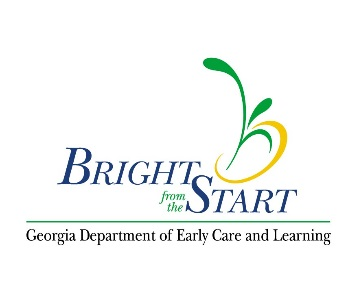 BRIGHT
from the START
Georgia Department of Early Care and Learning